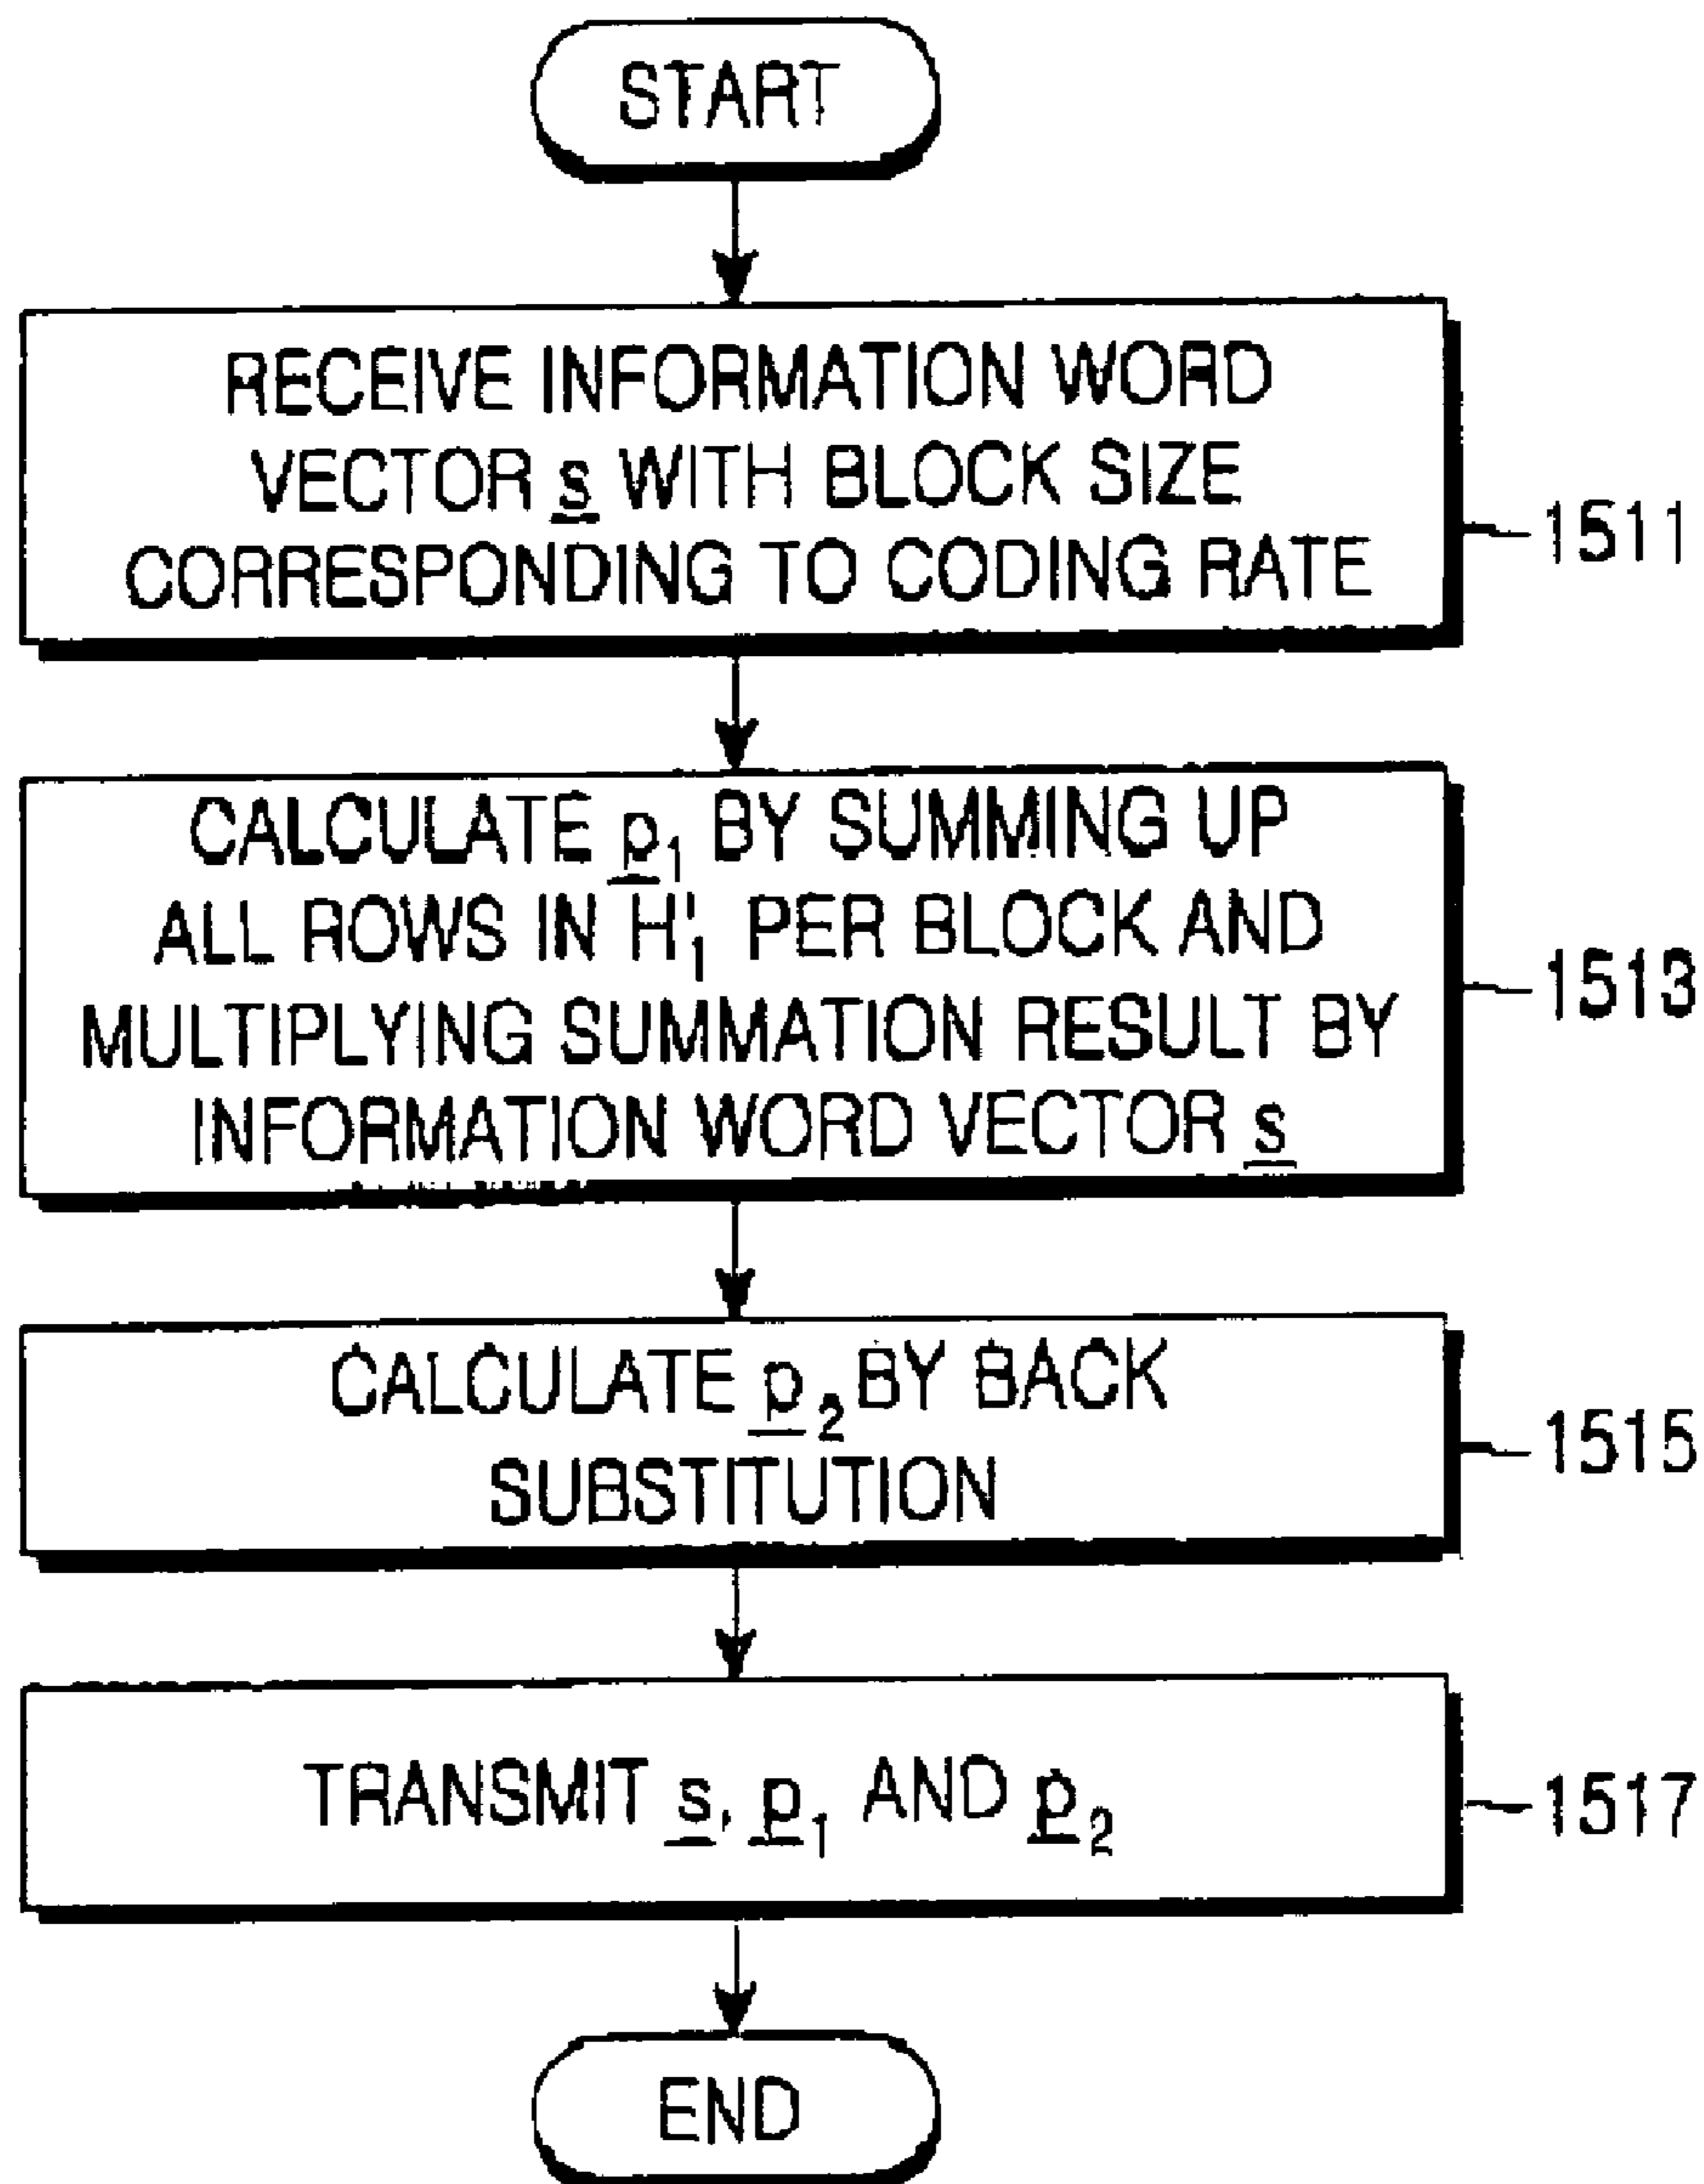 START
RECEIVE INFORMATION WORD
VECTOR s WITH BLOCK SIZE
CORRESPONDING TO CODING RATE
1511
CALCULATE p1 BY SUMMING UP
ALL ROWS IN H'1 PER BLOCK AND
MULTIPLYING SUMMATION RESULT BY
INFORMATION WORD VECTOR s
1513
CALCULATE p2 BY BACK
SUBSTITUTION
1515
TRANSMIT s, p1 AND p2
1517
END